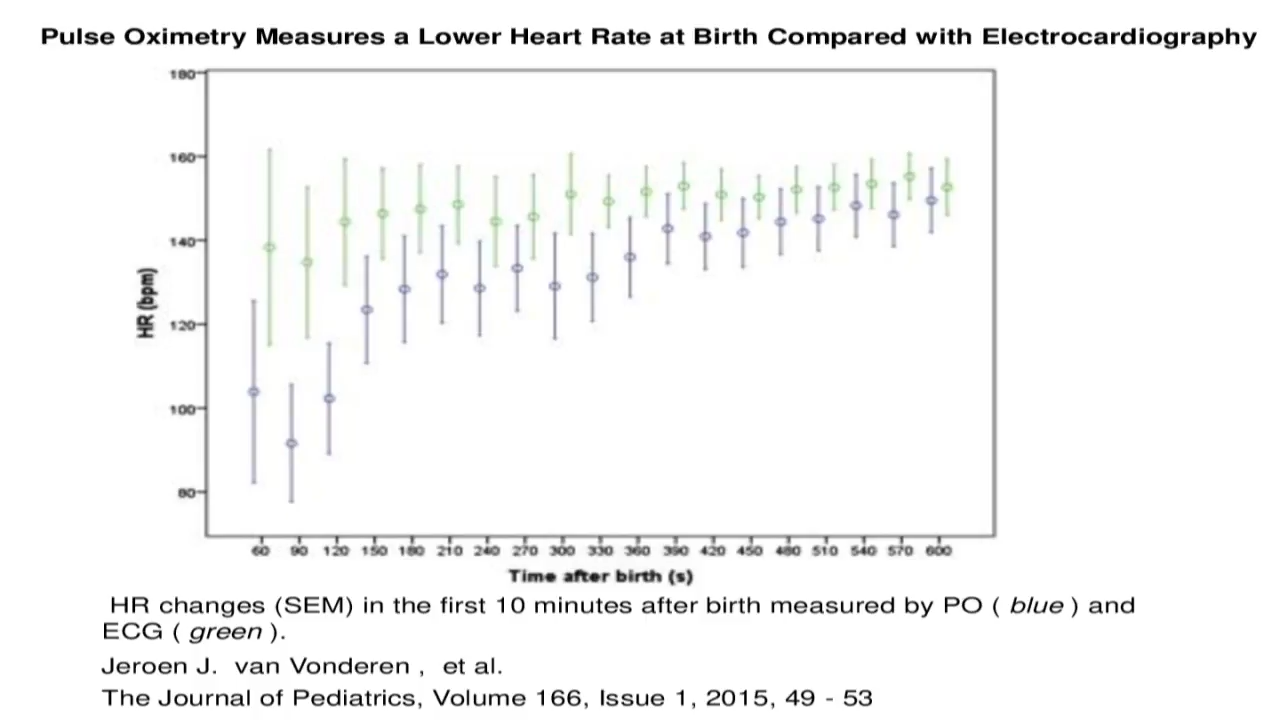 Pulse Oximetry Measures a Lower Heart Rate at Birth Compared with Electrocardiography
180
160
140
120
100
80
HR (bpm)
60 90 120 150 180 210 240 270 300 330 360 390 420 450 480 510 540 570 600
Time after birth (s)
HR changes (SEM) in the first 10 minutes after birth measured by PO ( blue ) and
ECG ( green ).
Jeroen J. van Vonderen , et al.
The Journal of Pediatrics, Volume 166, Issue 1, 2015, 49 - 53